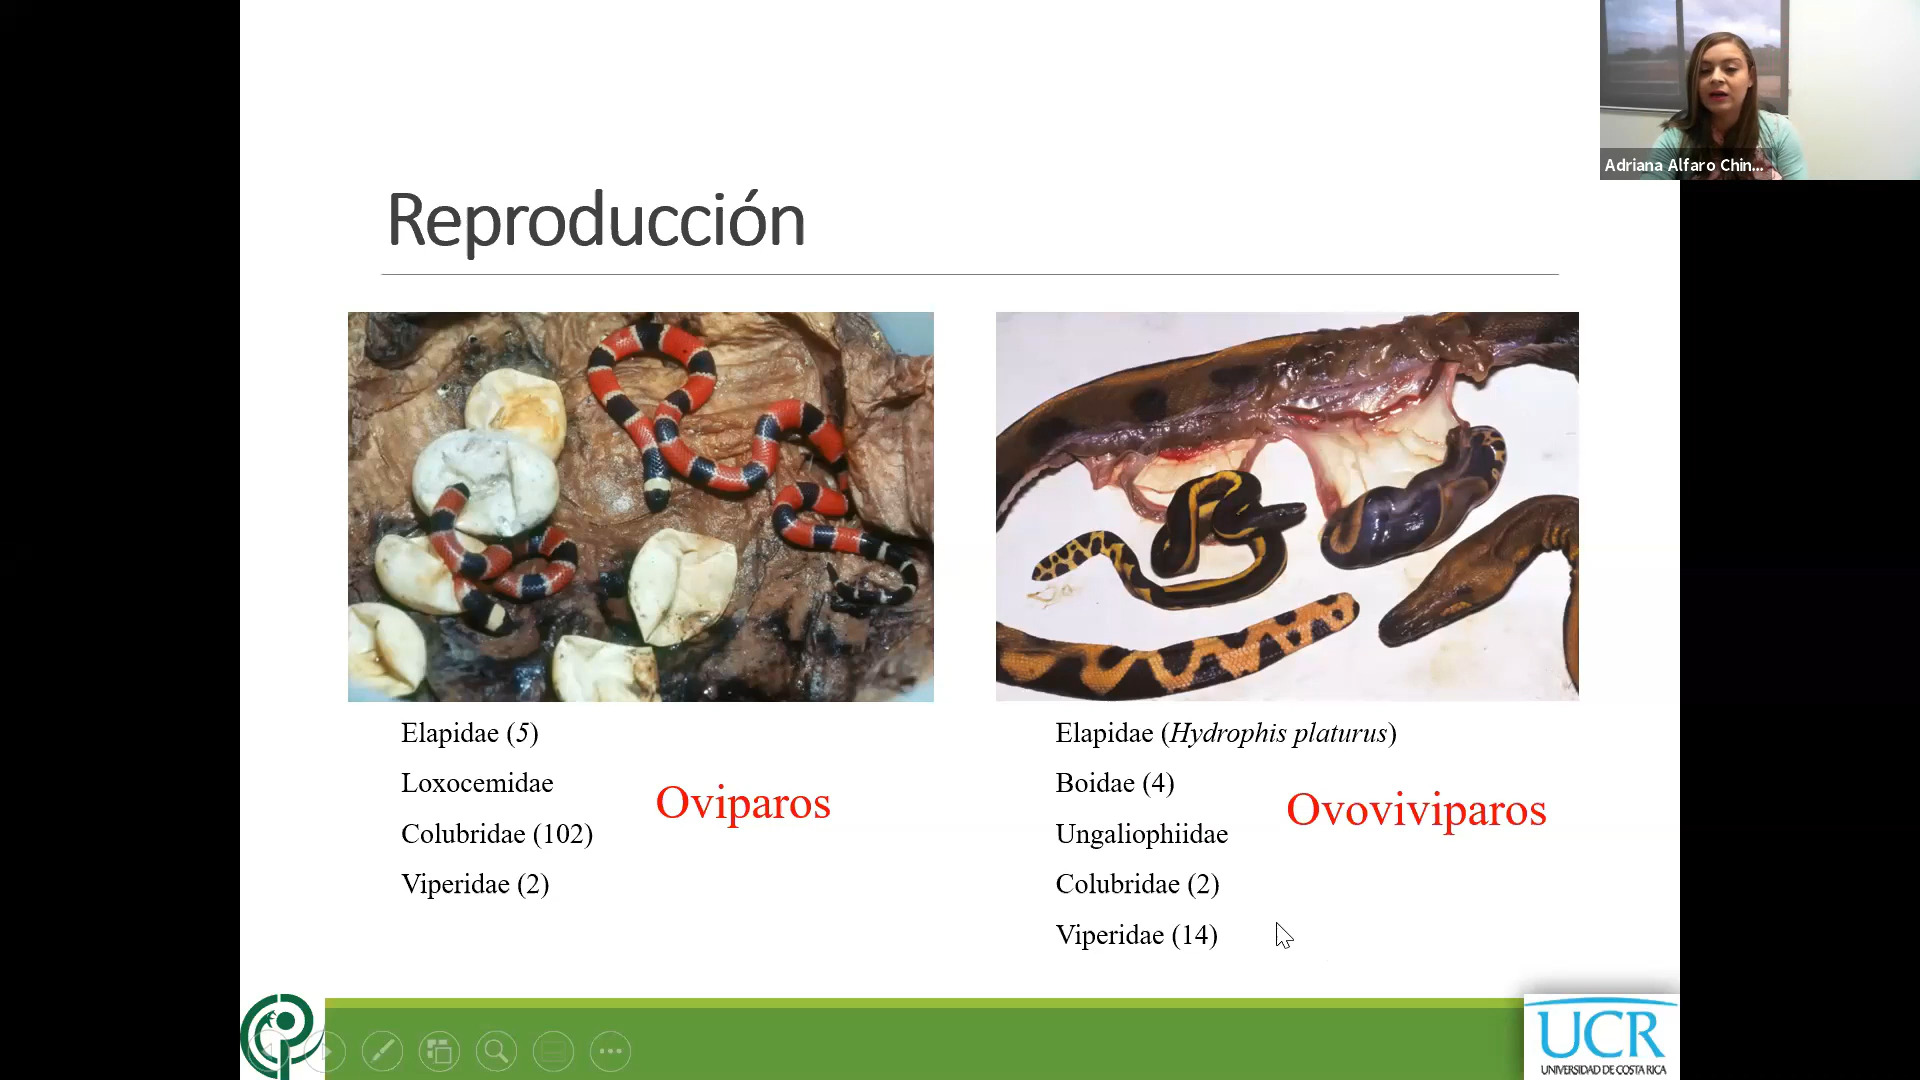 Adriana Alfaro Chin...
Reproducción
Elapidae (5)
Loxocemidae
Colubridae (102)
Viperidae (2)
Oviparos
Elapidae (Hydrophis platurus)
Boidae (4)
Ungaliophiidae
Colubridae (2)
Viperidae (14)
Ovoviviparos
UCR
UNIVERSIDAD DE COSTA RICA